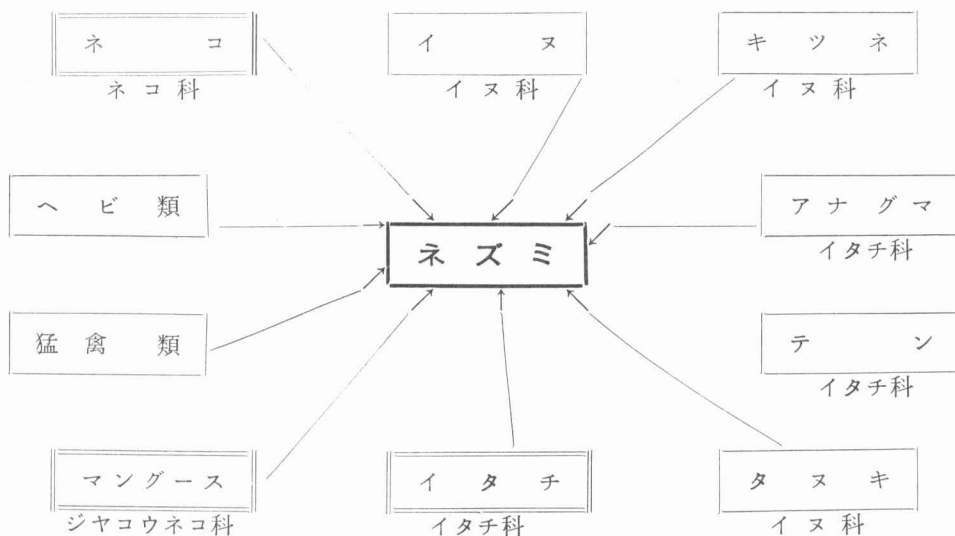 ネコ
イヌ
キツネ
ネコ科
イヌ科
イヌ科
ヘビ類
アナグマ
イタチ科
ネズミ
猛禽類
テン
イタチ科
マングース
イタチ
タヌキ
ジヤコウネコ科
イタチ科
イヌ科